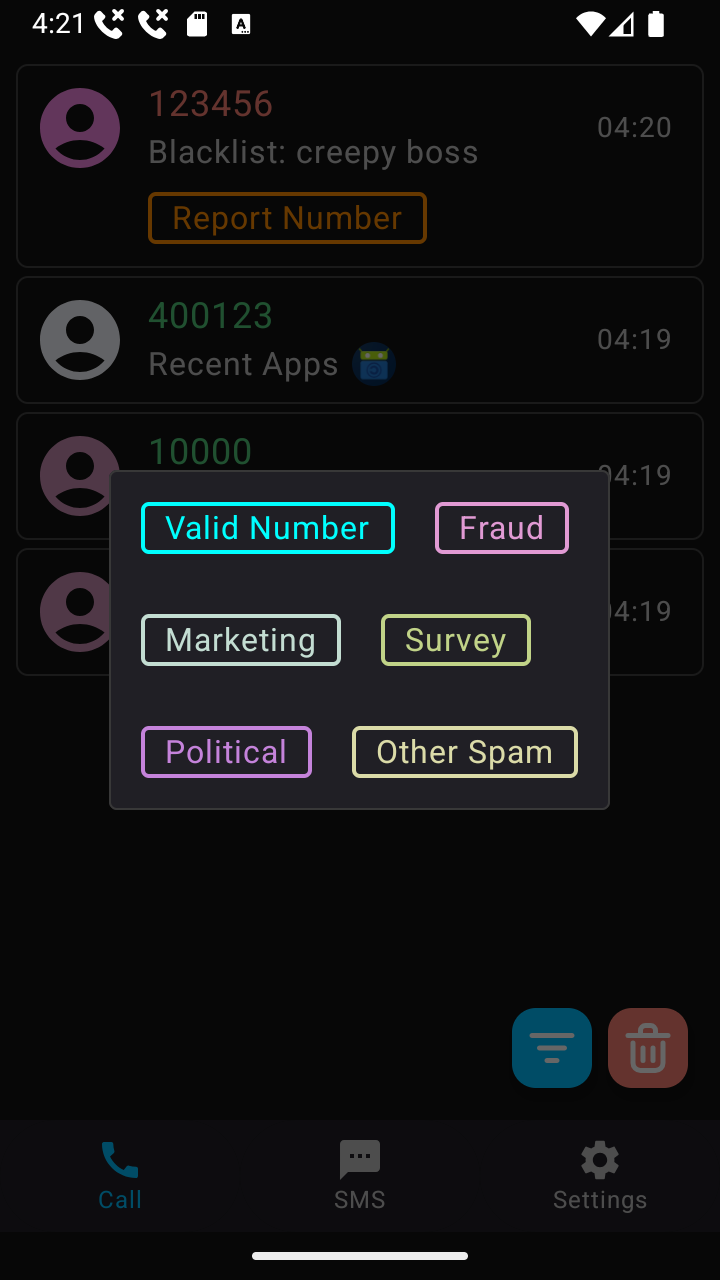 4:21
123456
04:20
Blacklist: creepy boss
Report Number
400123
04:19
Recent Apps
10000
04:19
Valid Number Fraud
4:19
Marketing Survey
Political Other Spam
Call SMS Settings